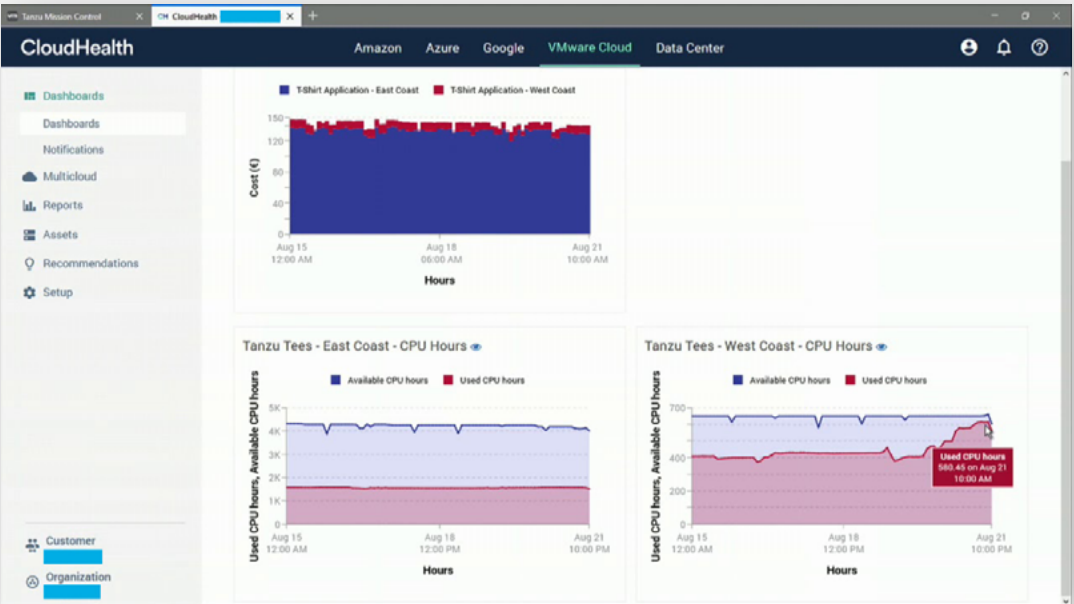 vm Tanzu Mission Control
CH CloudHealth
CloudHealth
Amazon Azure Google VMware Cloud Data Center
Dashboards
Dashboards
Notifications
Multicloud
Reports
Assets
Recommendations
Setup
Customer
Organization
T-Shirt Application - East Coast T-Shirt Application - West Coast
Cost (€)
150
120
80
40
0
Aug 15 Aug 18 Aug 21
12:00 AM 06:00 AM 10:00 AM
Hours
Tanzu Tees - East Coast - CPU Hours
Available CPU hours Used CPU hours
Used CPU hours, Available CPU hours
5K
4K
3K
2K
1K
0
Aug 15 Aug 18 Aug 21
12:00 AM 12:00 PM 10:00 PM
Hours
Tanzu Tees - West Coast - CPU Hours
Available CPU hours Used CPU hours
Used CPU hours, Available CPU hours
700
400
200
0
Used CPU hours
580.45 on Aug 21
10:00 AM
Aug 15 Aug 18 Aug 21
12:00 AM 12:00 PM 10:00 PM
Hours